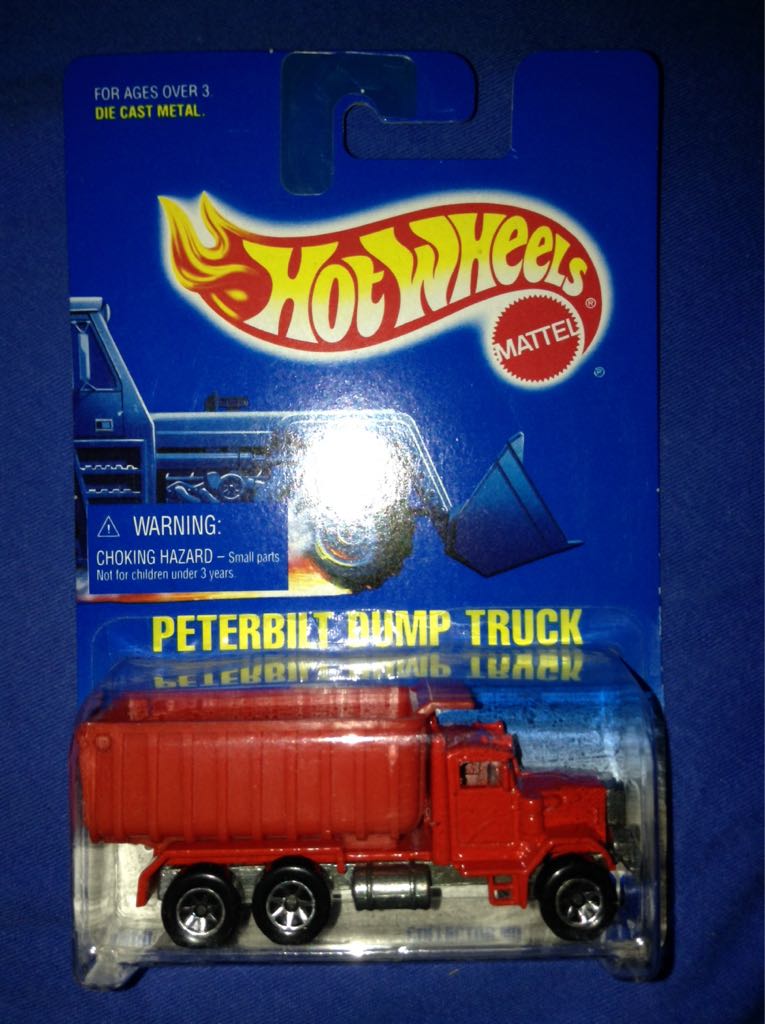 FOR AGES OVER 3.
DIE CAST METAL.
HOT WHEELS ®
MATTEL
℗
WARNING:
CHOKING HAZARD – Small parts
Not for children under 3 years.
PETERBILT DUMP TRUCK